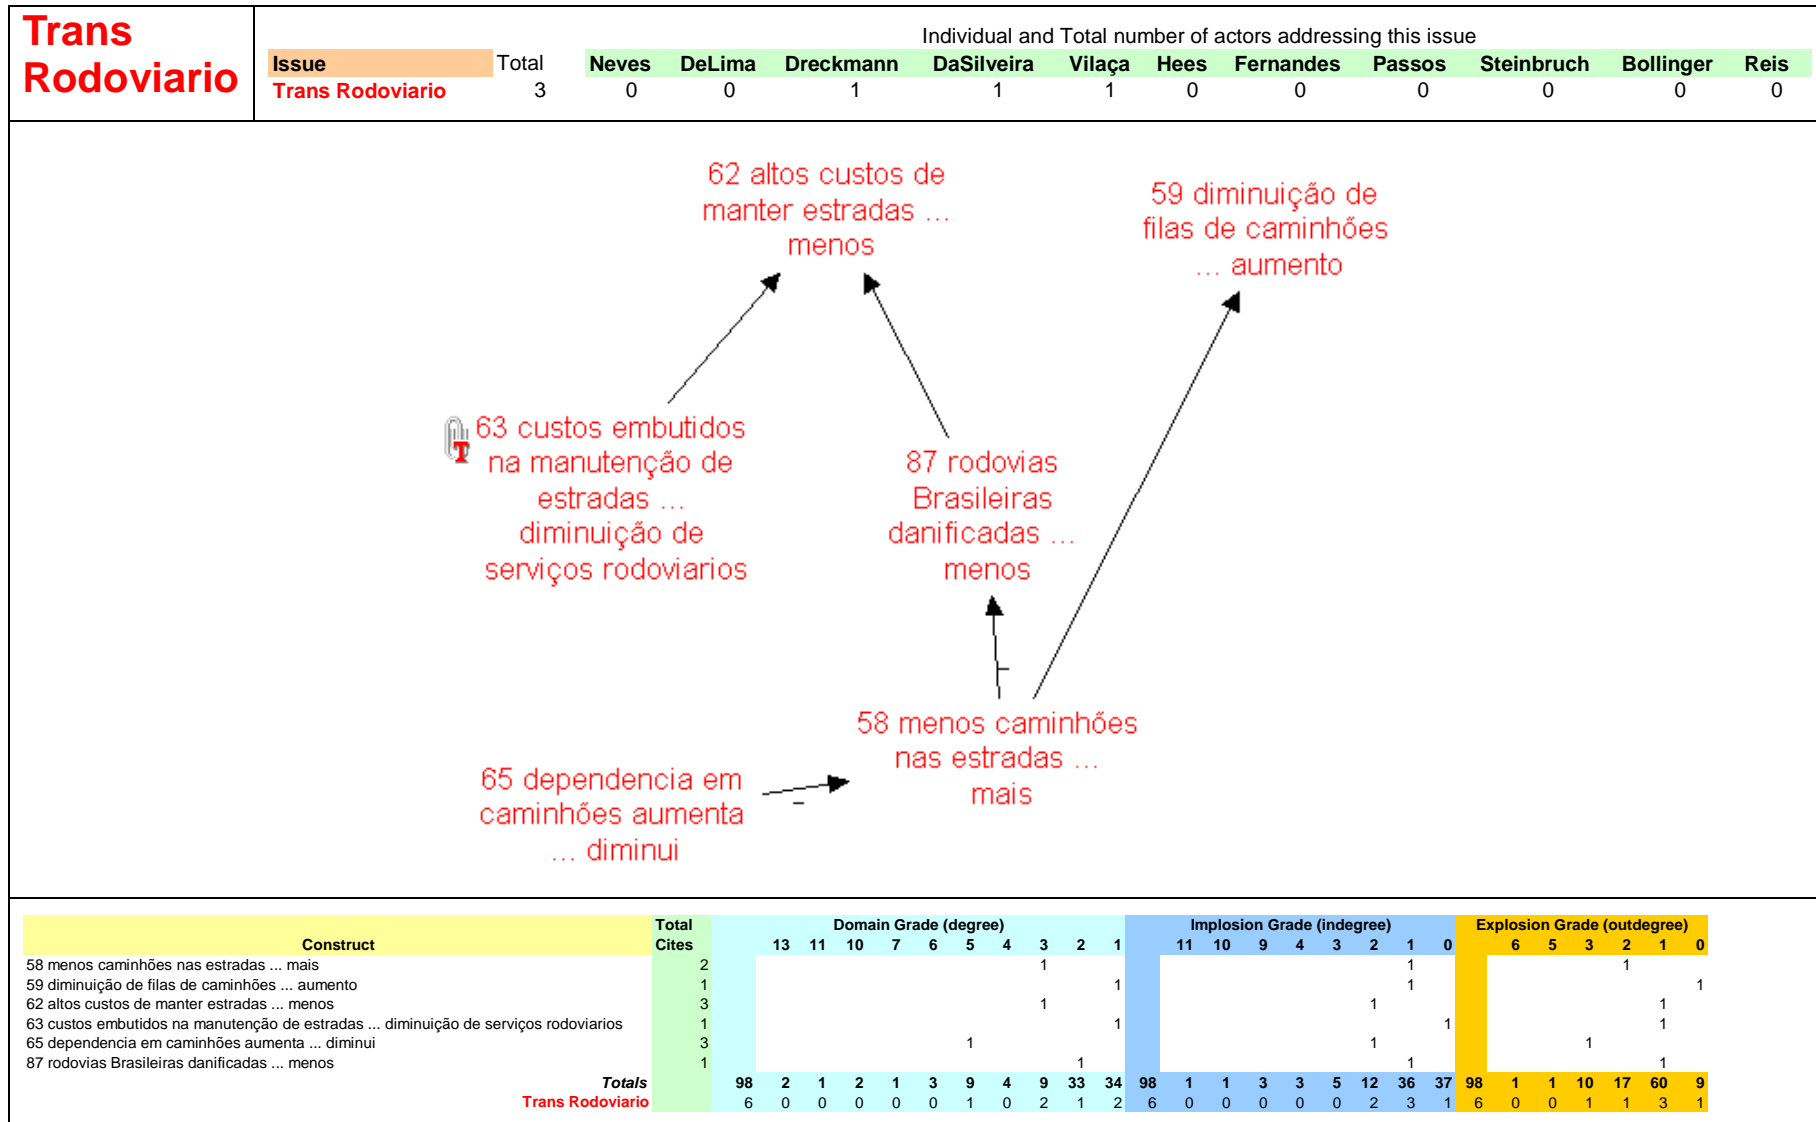 Trans
Rodoviario
Individual and Total number of actors addressing this issue
Issue Total Neves DeLima Dreckmann DaSilveira Vilaça Hees Fernandes Passos Steinbruch Bollinger Reis
Trans Rodoviario 3 0 0 1 1 1 0 0 0 0 0 0
62 altos custos de
manter estradas ...
menos
59 diminuição de
filas de caminhőes
... aumento
63 custos embutidos
na manutenção de
estradas ...
diminuição de
serviços rodoviarios
T
87 rodovias
Brasileiras
danificadas ...
menos
58 menos caminhőes
nas estradas ...
mais
65 dependencia em
caminhőes aumenta
... diminui
-
Total Domain Grade (degree) Implosion Grade (indegree) Explosion Grade (outdegree)
Construct Cites 13 11 10 7 6 5 4 3 2 1 11 10 9 4 3 2 1 0 6 5 3 2 1 0
58 menos caminhőes nas estradas ... mais 2 1 1 1
59 diminuição de filas de caminhőes ... aumento 1 1 1 1
62 altos custos de manter estradas ... menos 3 1 1 1
63 custos embutidos na manutenção de estradas ... diminuição de serviços rodoviarios 1 1 1 1
65 dependencia em caminhőes aumenta ... diminui 3 1 1 1
87 rodovias Brasileiras danificadas ... menos 1 1 1 1
Totals 98 2 1 2 1 3 9 4 9 33 34 98 1 1 3 3 5 12 36 37 98 1 1 10 17 60 9
Trans Rodoviario 6 0 0 0 0 0 1 0 2 1 2 6 0 0 0 0 0 2 3 1 6 0 0 1 1 3 1